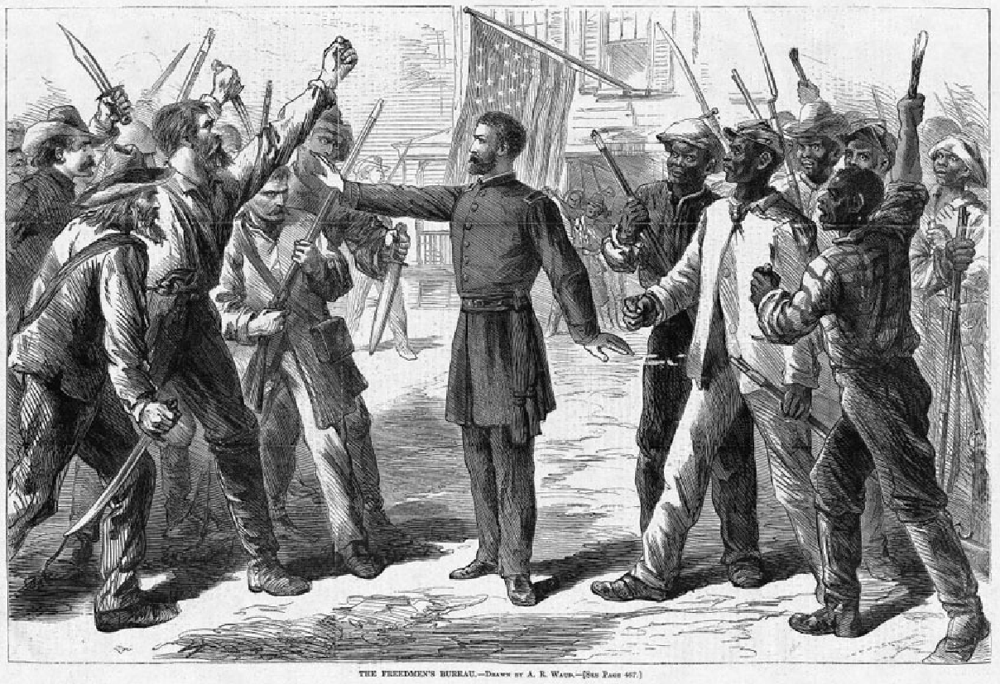 THE FREEDMEN'S BUREAU.—Drawn by A. R. Waud.—[See Page 467.]